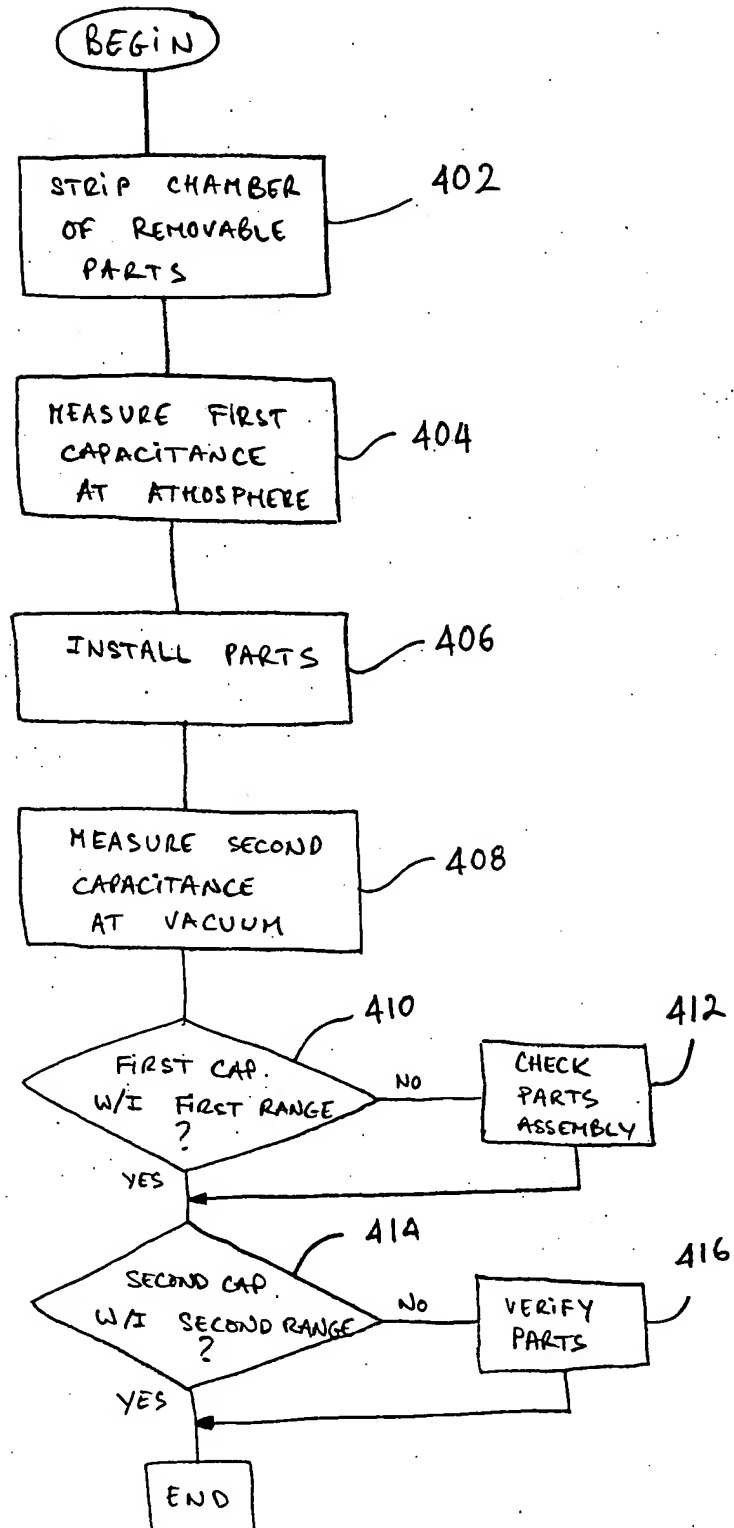 BEGIN
STRIP CHAMBER
OF REMOVABLE
PARTS
402
MEASURE FIRST
CAPACITANCE
AT ATMOSPHERE
404
INSTALL PARTS
406
MEASURE SECOND
CAPACITANCE
AT VACUUM
408
410
FIRST CAP.
W/I FIRST RANGE
?
NO
412
CHECK
PARTS
ASSEMBLY
YES
414
SECOND CAP
W/I SECOND RANGE
?
NO
416
VERIFY
PARTS
YES
END